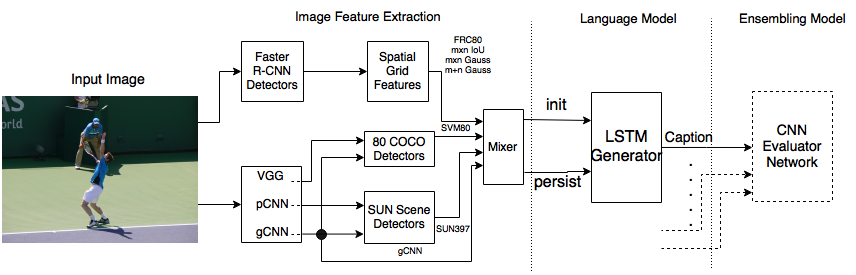 Image Feature Extraction
Language Model
Ensembling Model
Input Image
Faster
R-CNN
Detectors
Spatial
Grid
Features
FRC80
mxn IoU
mxn Gauss
m+n Gauss
AS
orld
VGG
pCNN
gCNN
80 COCO
Detectors
SUN Scene
Detectors
SVM80
SUN397
gCNN
Mixer
init
persist
LSTM
Generator
Caption
CNN
Evaluator
Network